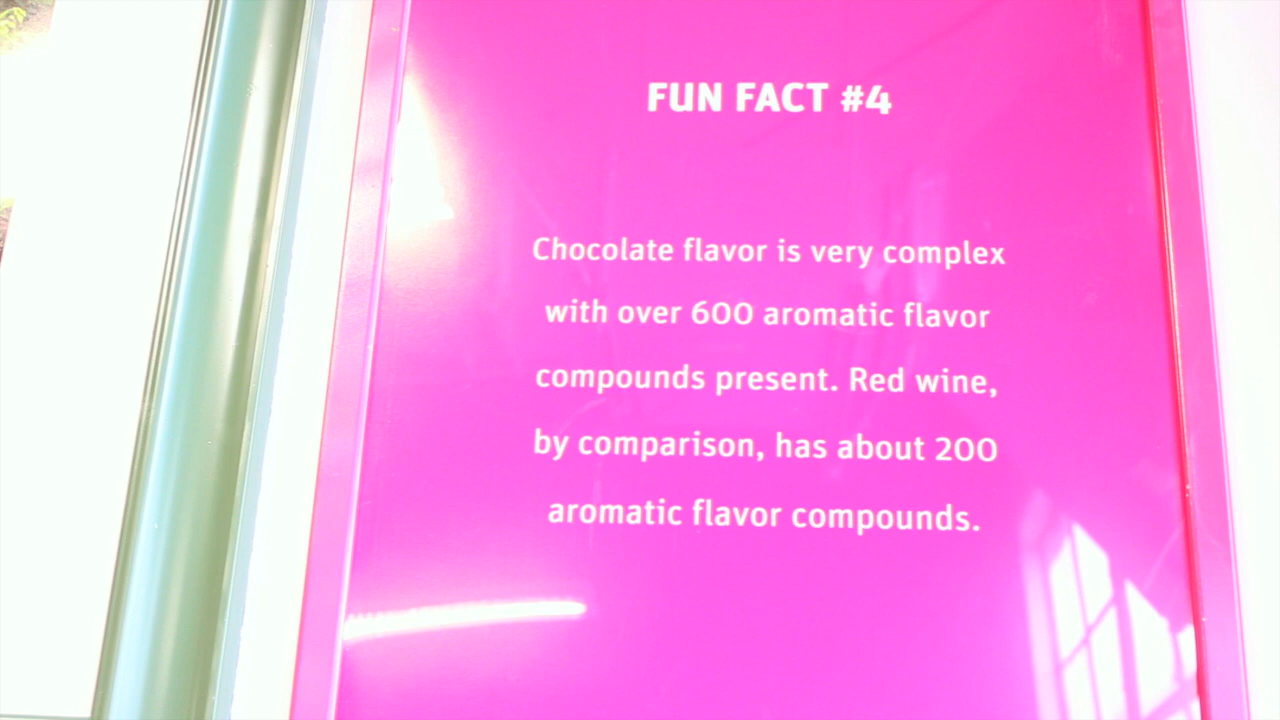 FUN FACT #4
Chocolate flavor is very complex
with over 600 aromatic flavor
compounds present. Red wine,
by comparison, has about 200
aromatic flavor compounds.